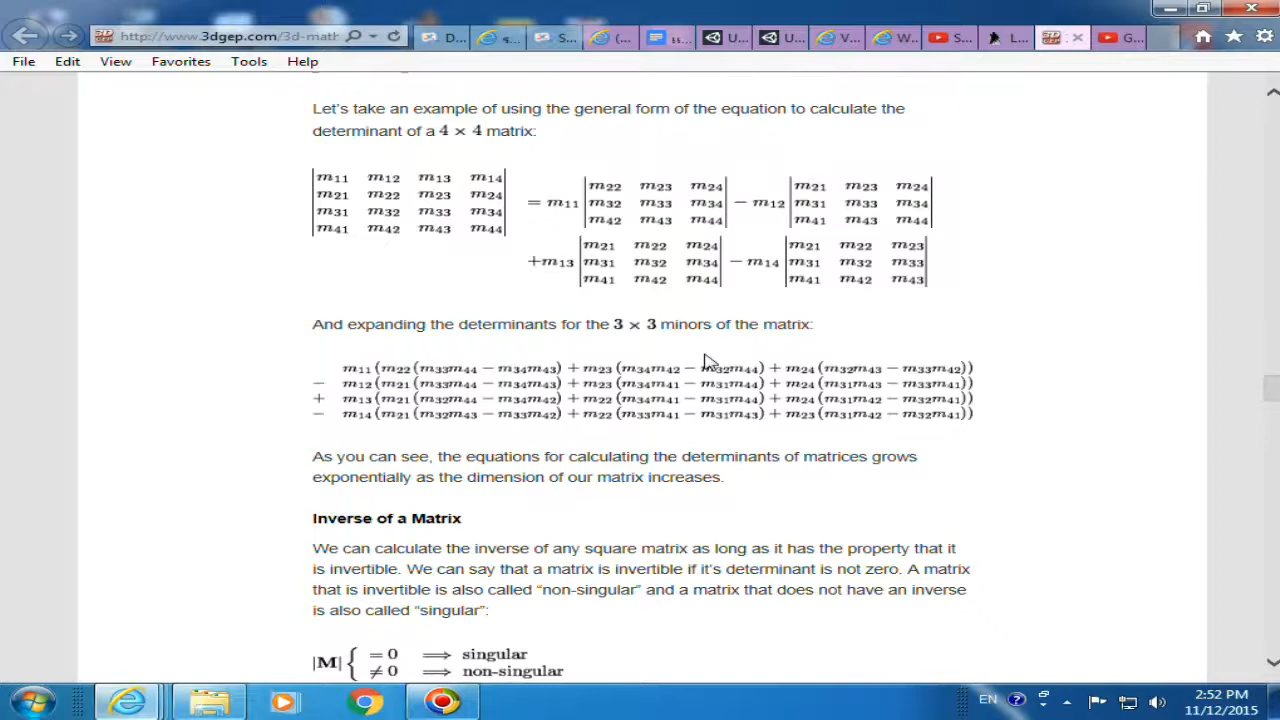 http://www.3dgep.com/3d-math
D...
S...
(...
U...
U...
V...
W...
S...
L...
G...
File Edit View Favorites Tools Help
Let's take an example of using the general form of the equation to calculate the
determinant of a 4 × 4 matrix:
|m11 m12 m13 m14|
|m21 m22 m23 m24|
|m31 m32 m33 m34|
|m41 m42 m43 m44|
= m11 |m22 m23 m24| − m12 |m21 m23 m24|
|m32 m33 m34| |m31 m33 m34|
|m42 m43 m44| |m41 m43 m44|
+m13 |m21 m22 m24| − m14 |m21 m22 m23|
|m31 m32 m34| |m31 m32 m33|
|m41 m42 m44| |m41 m42 m43|
And expanding the determinants for the 3 × 3 minors of the matrix:
m11(m22(m33m44 − m34m43) + m23(m34m42 − m32m44) + m24(m32m43 − m33m42))
− m12(m21(m33m44 − m34m43) + m23(m34m41 − m31m44) + m24(m31m43 − m33m41))
+ m13(m21(m32m44 − m34m42) + m22(m34m41 − m31m44) + m24(m31m42 − m32m41))
− m14(m21(m32m43 − m33m42) + m22(m33m41 − m31m43) + m23(m31m42 − m32m41))
As you can see, the equations for calculating the determinants of matrices grows
exponentially as the dimension of our matrix increases.
Inverse of a Matrix
We can calculate the inverse of any square matrix as long as it has the property that it
is invertible. We can say that a matrix is invertible if it's determinant is not zero. A matrix
that is invertible is also called “non-singular” and a matrix that does not have an inverse
is also called “singular”:
|M| { = 0 ⟹ singular
≠ 0 ⟹ non-singular
EN
2:52 PM
11/12/2015